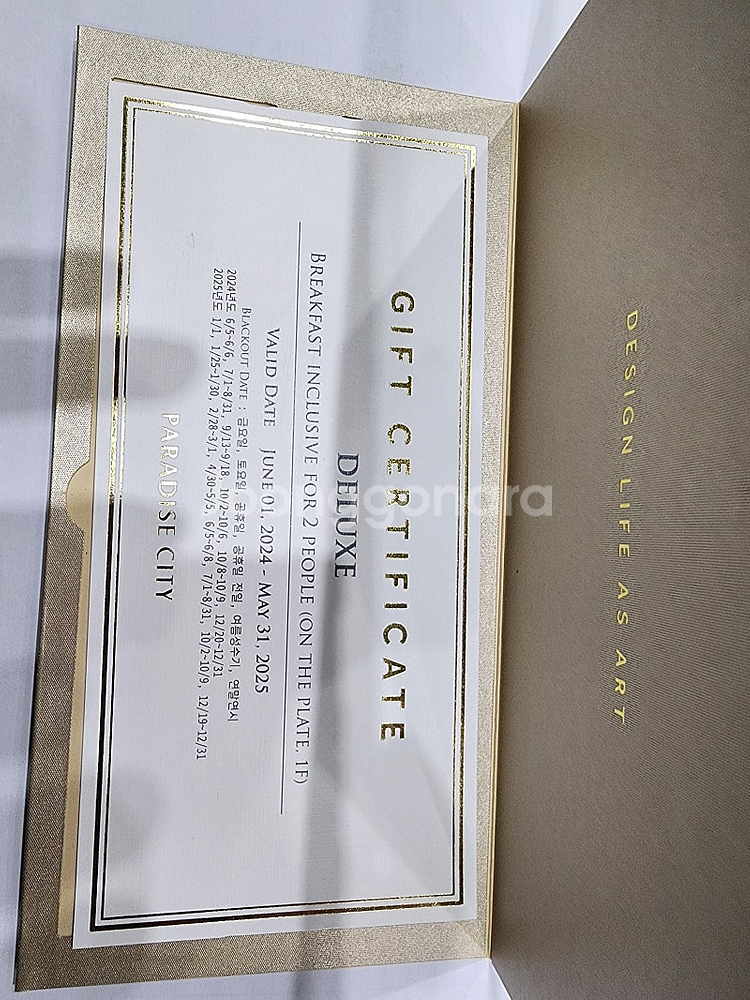 GIFT CERTIFICATE
DELUXE
BREAKFAST INCLUSIVE FOR 2 PEOPLE (ON THE PLATE, 1F)
VALID DATE JUNE 01, 2024 - MAY 31, 2025
BLACKOUT DATE : 금요일, 토요일, 공휴일, 공휴일 전일, 여름성수기, 연말연시
2024년도 6/5~6/6, 7/1~8/31, 9/13~9/18, 10/2~10/6, 10/8~10/9, 12/20~12/31
2025년도 1/1, 1/25~1/30, 2/28~3/1, 4/30~5/5, 6/5~6/8, 7/1~8/31, 10/2~10/9, 12/19~12/31
PARADISE CITY
DESIGN LIFE AS ART